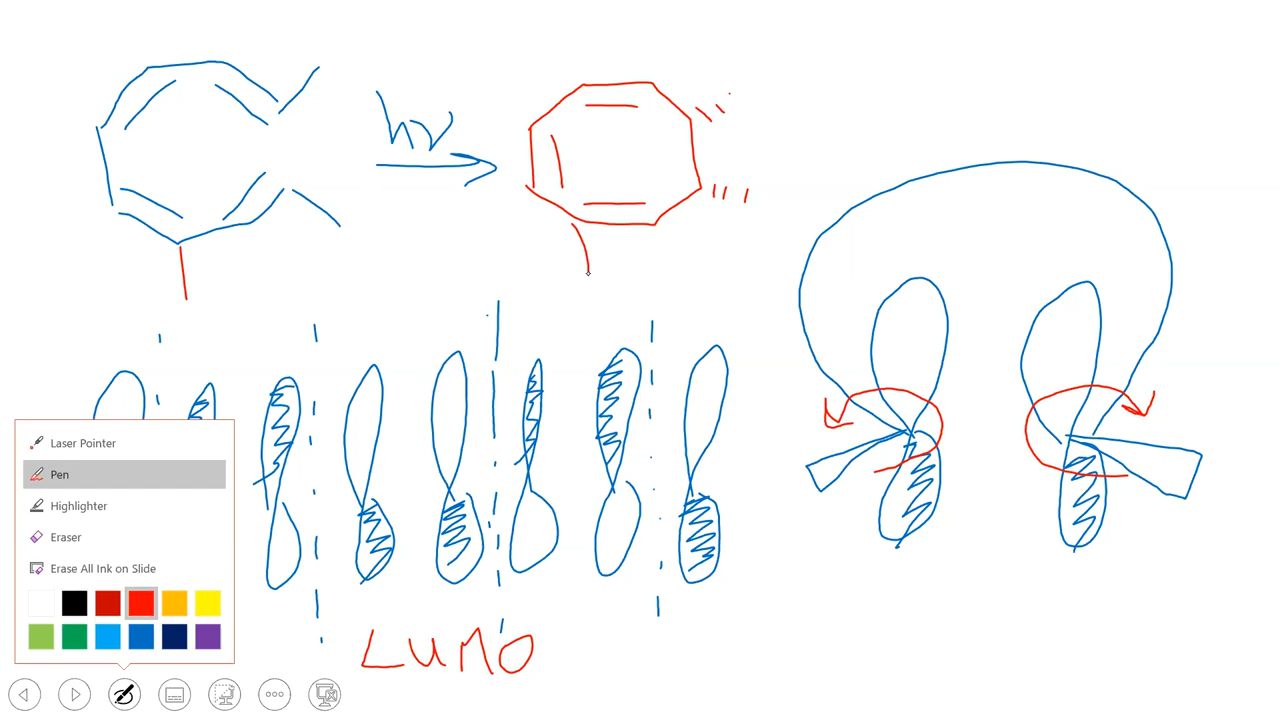 hν
Laser Pointer
Pen
Highlighter
Eraser
Erase All Ink on Slide
LUMO